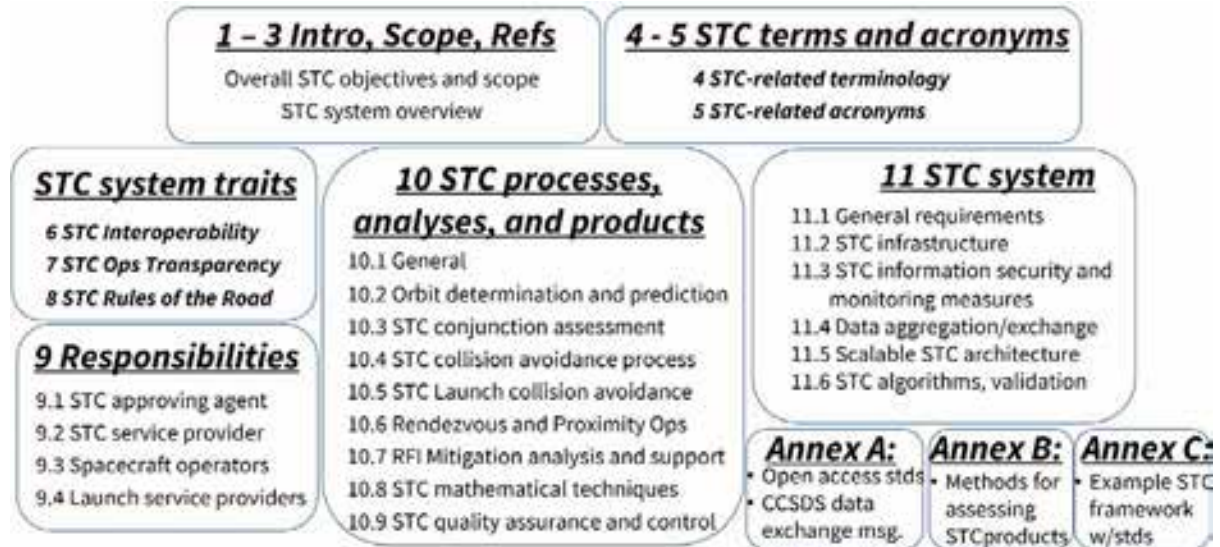 1 – 3 Intro, Scope, Refs
Overall STC objectives and scope
STC system overview
4 - 5 STC terms and acronyms
4 STC-related terminology
5 STC-related acronyms
STC system traits
6 STC Interoperability
7 STC Ops Transparency
8 STC Rules of the Road
9 Responsibilities
9.1 STC approving agent
9.2 STC service provider
9.3 Spacecraft operators
9.4 Launch service providers
10 STC processes,
analyses, and products
10.1 General
10.2 Orbit determination and prediction
10.3 STC conjunction assessment
10.4 STC collision avoidance process
10.5 STC Launch collision avoidance
10.6 Rendezvous and Proximity Ops
10.7 RFI Mitigation analysis and support
10.8 STC mathematical techniques
10.9 STC quality assurance and control
11 STC system
11.1 General requirements
11.2 STC infrastructure
11.3 STC information security and
monitoring measures
11.4 Data aggregation/exchange
11.5 Scalable STC architecture
11.6 STC algorithms, validation
Annex A:
• Open access stds
• CCSDS data
exchange msg.
Annex B:
• Methods for
assessing
STCproducts
Annex C:
• Example STC
framework
w/stds